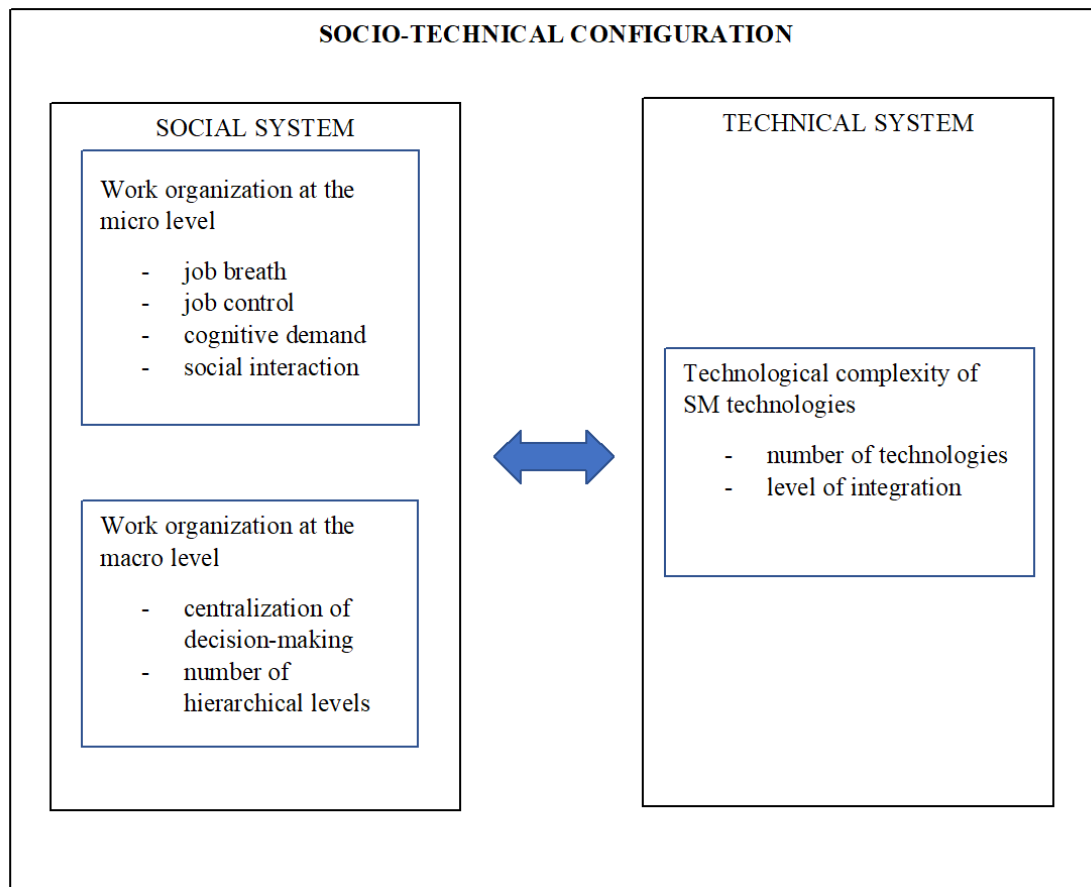 SOCIO-TECHNICAL CONFIGURATION
SOCIAL SYSTEM
Work organization at the
micro level
- job breath
- job control
- cognitive demand
- social interaction
Work organization at the
macro level
- centralization of
decision-making
- number of
hierarchical levels
TECHNICAL SYSTEM
Technological complexity of
SM technologies
- number of technologies
- level of integration